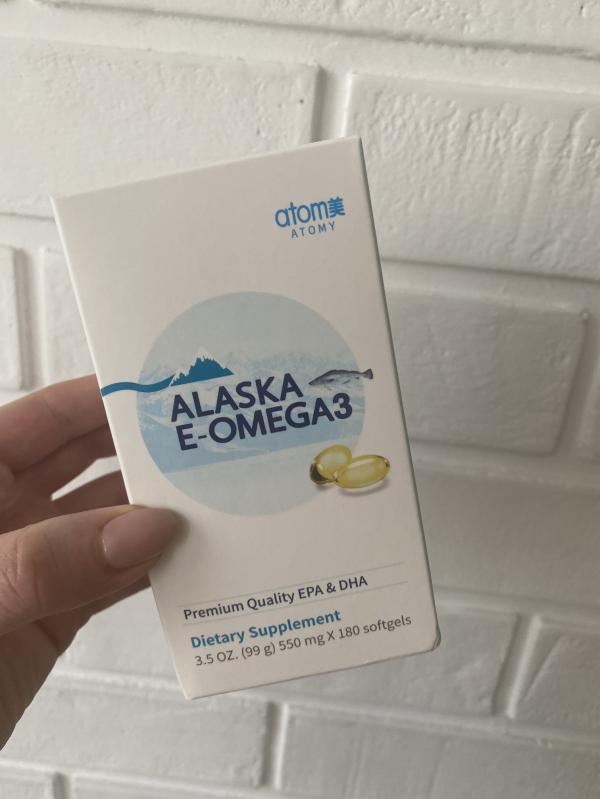 atom美
ATOMY
ALASKA
E-OMEGA3
Premium Quality EPA & DHA
Dietary Supplement
3.5 OZ. (99 g) 550 mg X 180 softgels